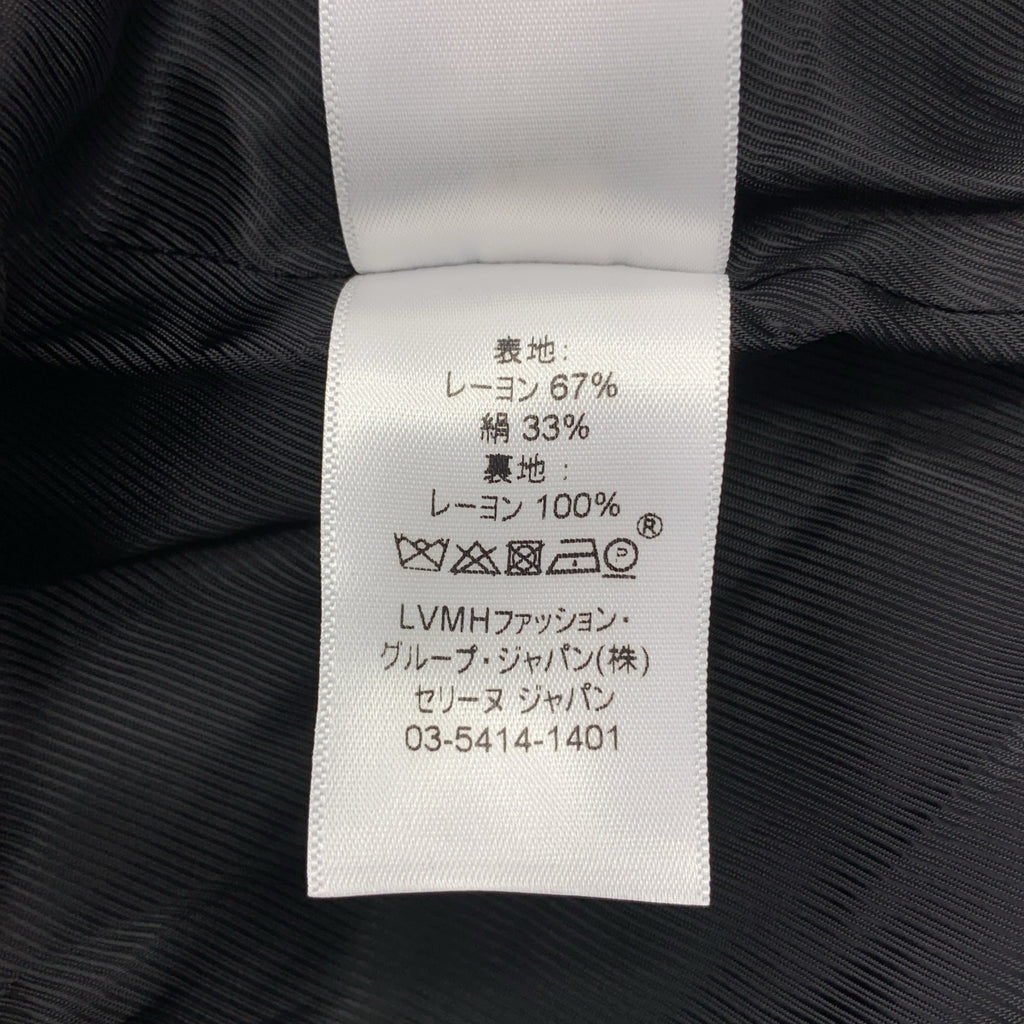 表地:
レーヨン 67%
絹 33%
裏地:
レーヨン 100%
P ®
LVMHファッション・
グループ・ジャパン(株)
セリーヌ ジャパン
03-5414-1401